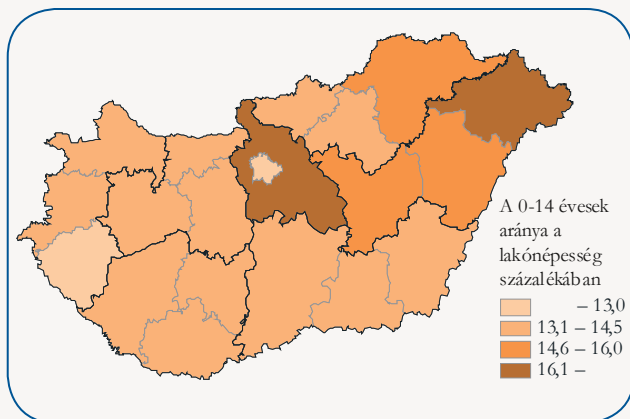 A 0-14 évesek
aránya a
lakónépesség
százalékában
– 13,0
13,1 – 14,5
14,6 – 16,0
16,1 –